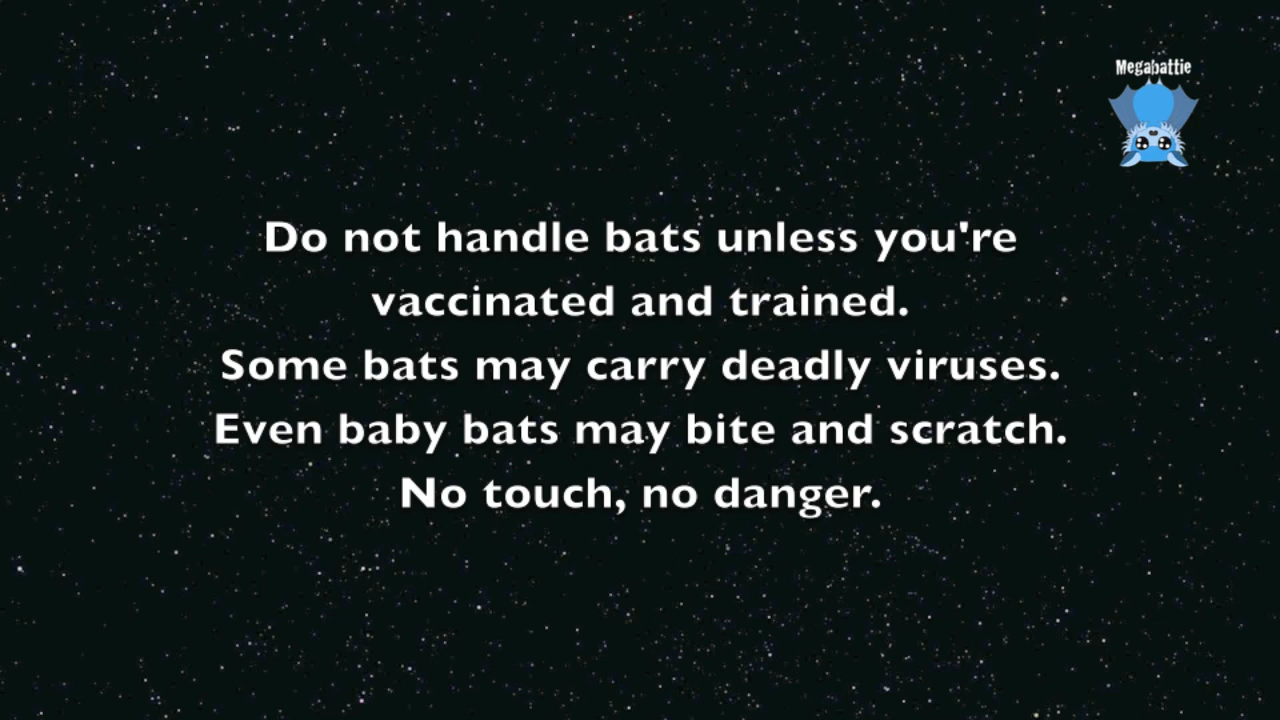 Megabattie
Do not handle bats unless you're
vaccinated and trained.
Some bats may carry deadly viruses.
Even baby bats may bite and scratch.
No touch, no danger.